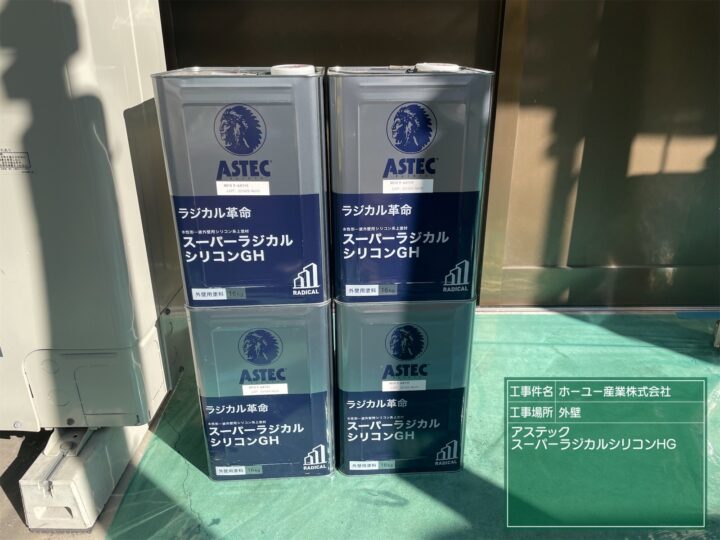 ASTEC
ラジカル革命
スーパーラジカル
シリコンGH
外壁用塗料 16kg
RADICAL
ASTEC
ラジカル革命
スーパーラジカル
シリコンGH
外壁用塗料 16kg
RADICAL
ASTEC
ラジカル革命
スーパーラジカル
シリコンGH
外壁用塗料 16kg
RADICAL
ASTEC
ラジカル革命
スーパーラジカル
シリコンGH
外壁用塗料 16kg
RADICAL
工事件名 ホーユー産業株式会社
工事場所 外壁
アステック
スーパーラジカルシリコンHG